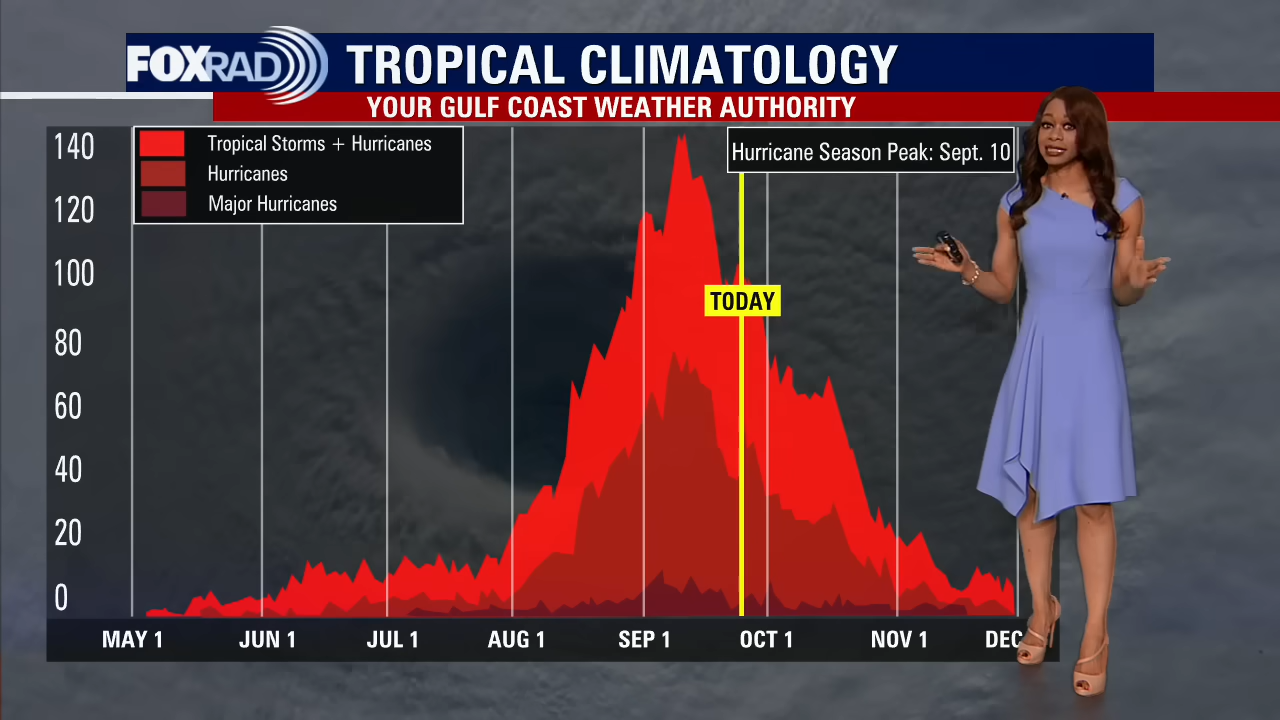 FOXRAD TROPICAL CLIMATOLOGY
YOUR GULF COAST WEATHER AUTHORITY
140
120
100
80
60
40
20
0
Tropical Storms + Hurricanes
Hurricanes
Major Hurricanes
Hurricane Season Peak: Sept. 10
TODAY
MAY 1 JUN 1 JUL 1 AUG 1 SEP 1 OCT 1 NOV 1 DEC